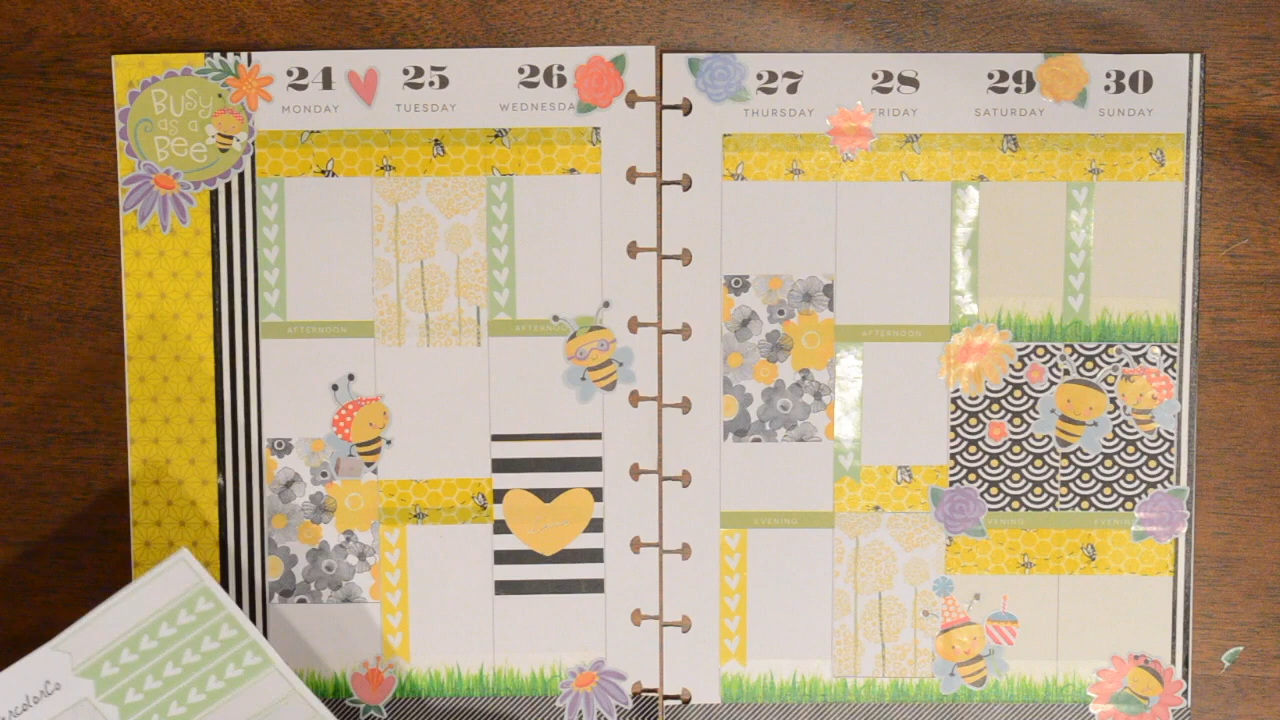 BUSY
as a
BEE
24 25 26
MONDAY TUESDAY WEDNESDA
27 28 29 30
THURSDAY FRIDAY SATURDAY SUNDAY
AFTERNOON AFTERNOON
AFTERNOON
EVENING